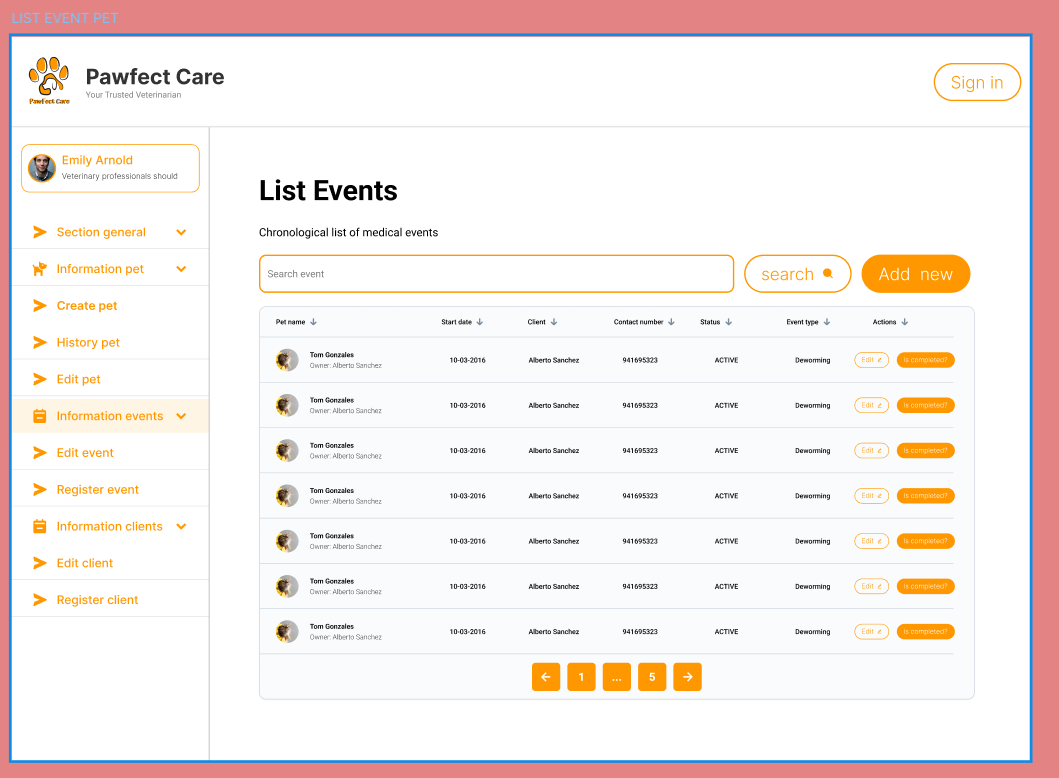 LIST EVENT PET
Pawfect Care
Your Trusted Veterinarian
Pawfect Care
Sign in
Emily Arnold
Veterinary professionals should
Section general
Information pet
Create pet
History pet
Edit pet
Information events
Edit event
Register event
Information clients
Edit client
Register client
List Events
Chronological list of medical events
Search event
search
Add new
Pet name Start date Client Contact number Status Event type Actions
Tom Gonzales
Owner: Alberto Sanchez
10-03-2016 Alberto Sanchez 941695323 ACTIVE Deworming Edit Is completed?
Tom Gonzales
Owner: Alberto Sanchez
10-03-2016 Alberto Sanchez 941695323 ACTIVE Deworming Edit Is completed?
Tom Gonzales
Owner: Alberto Sanchez
10-03-2016 Alberto Sanchez 941695323 ACTIVE Deworming Edit Is completed?
Tom Gonzales
Owner: Alberto Sanchez
10-03-2016 Alberto Sanchez 941695323 ACTIVE Deworming Edit Is completed?
Tom Gonzales
Owner: Alberto Sanchez
10-03-2016 Alberto Sanchez 941695323 ACTIVE Deworming Edit Is completed?
Tom Gonzales
Owner: Alberto Sanchez
10-03-2016 Alberto Sanchez 941695323 ACTIVE Deworming Edit Is completed?
Tom Gonzales
Owner: Alberto Sanchez
10-03-2016 Alberto Sanchez 941695323 ACTIVE Deworming Edit Is completed?
1 ... 5